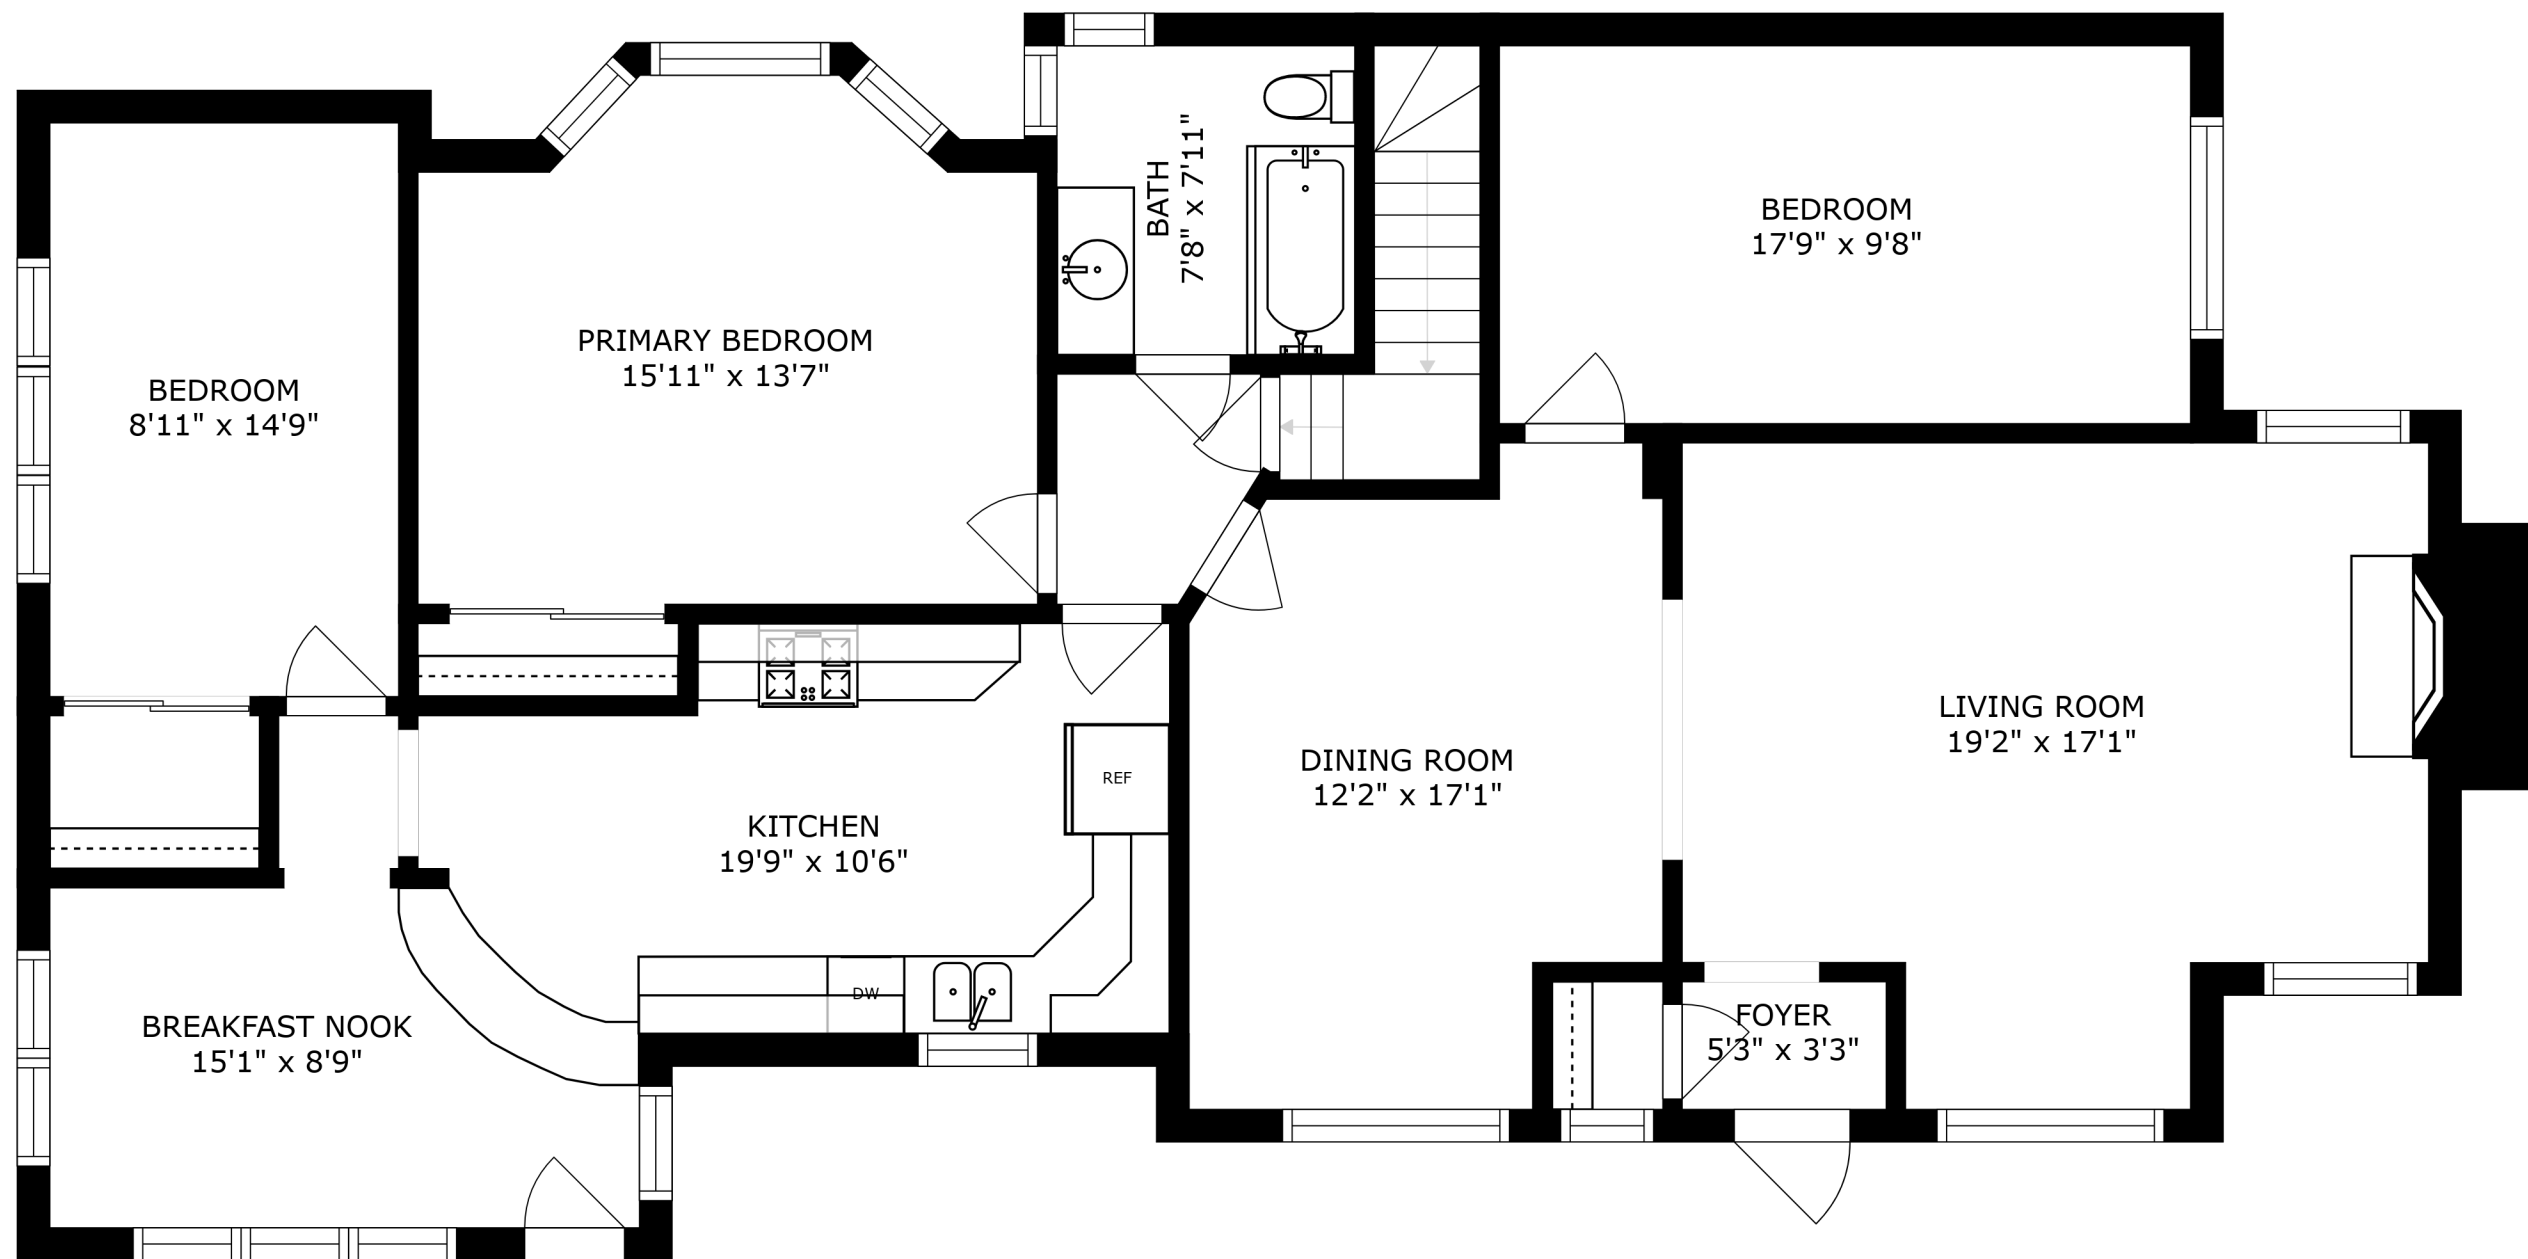 BATH
7'8" x 7'11"
BEDROOM
17'9" x 9'8"
PRIMARY BEDROOM
15'11" x 13'7"
BEDROOM
8'11" x 14'9"
LIVING ROOM
19'2" x 17'1"
DINING ROOM
12'2" x 17'1"
REF
KITCHEN
19'9" x 10'6"
DW
FOYER
5'3" x 3'3"
BREAKFAST NOOK
15'1" x 8'9"